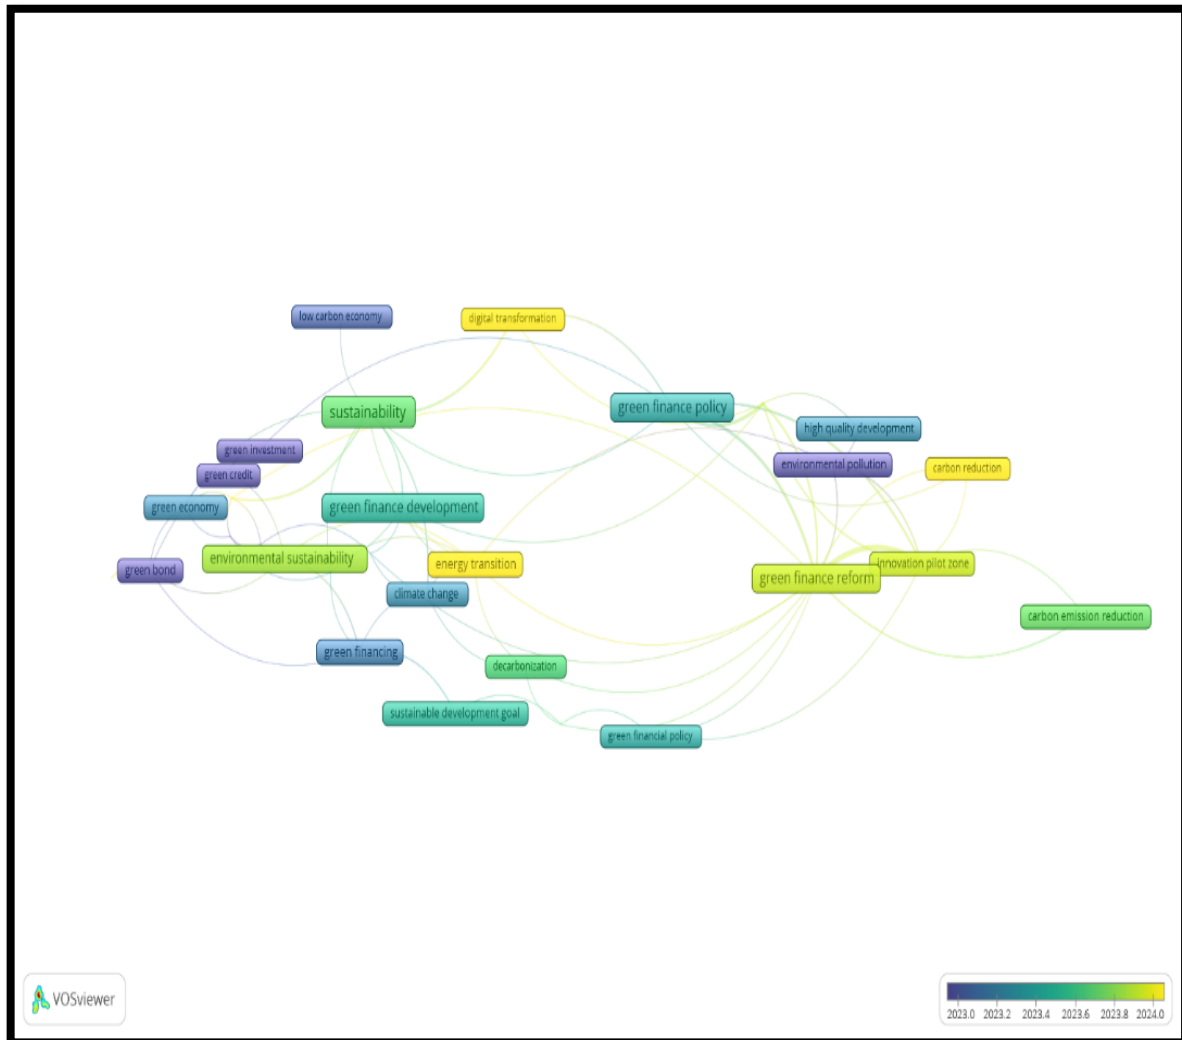 low carbon economy
digital transformation
sustainability
green finance policy
high quality development
green investment
environmental pollution
carbon reduction
green credit
green economy
green finance development
environmental sustainability
energy transition
innovation pilot zone
green bond
green finance reform
climate change
carbon emission reduction
green financing
decarbonization
sustainable development goal
green financial policy
VOSviewer
2023.0 2023.2 2023.4 2023.6 2023.8 2024.0